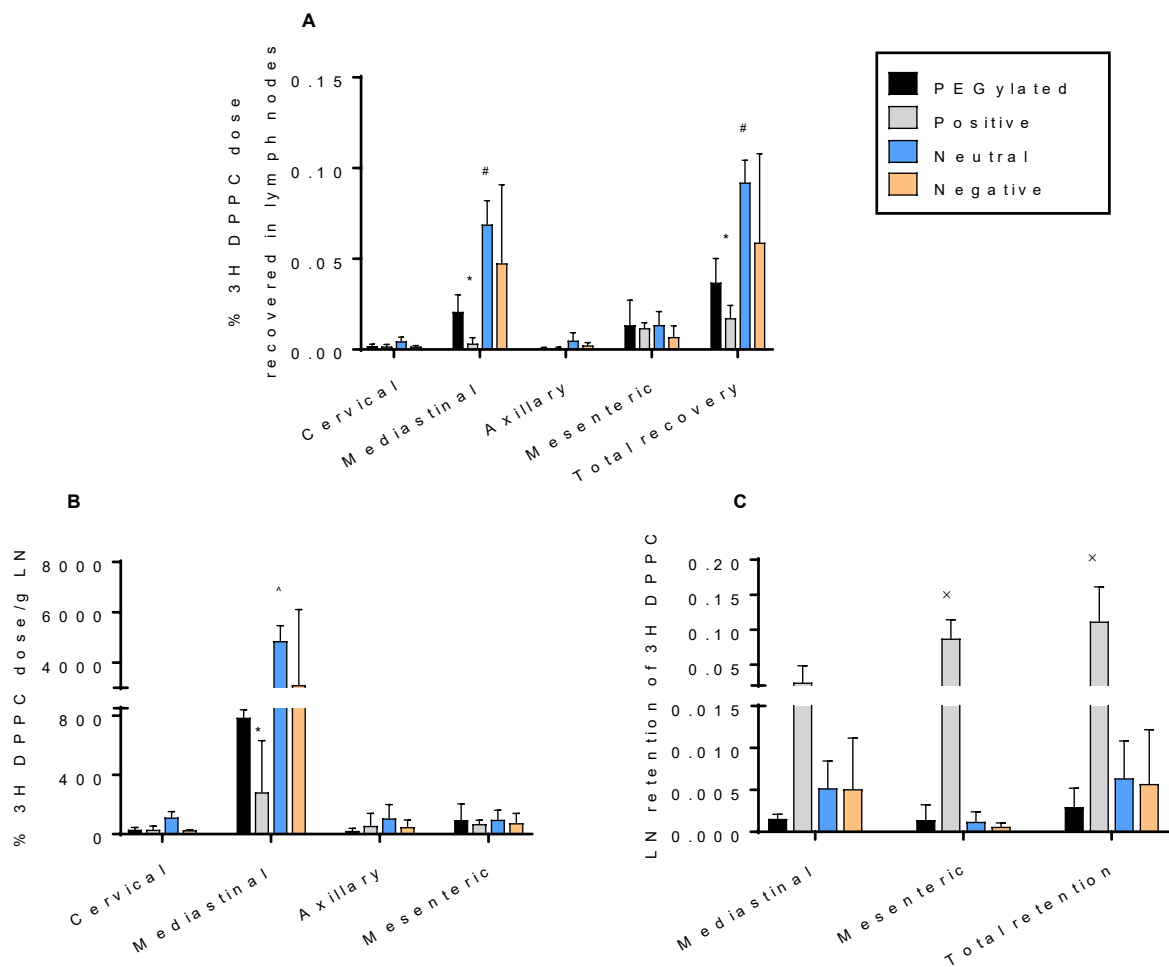 A
% 3H DPPC dose
recovered in lymph nodes
0.15
0.10
0.05
0.00
*
#
*
#
Cervical
Mediastinal
Axillary
Mesenteric
Total recovery
PEGylated
Positive
Neutral
Negative
B
% 3H DPPC dose/g LN
8000
6000
4000
800
400
0
*
^
Cervical
Mediastinal
Axillary
Mesenteric
C
LN retention of 3H DPPC
0.20
0.15
0.10
0.05
0.015
0.010
0.005
0.000
×
×
Mediastinal
Mesenteric
Total retention